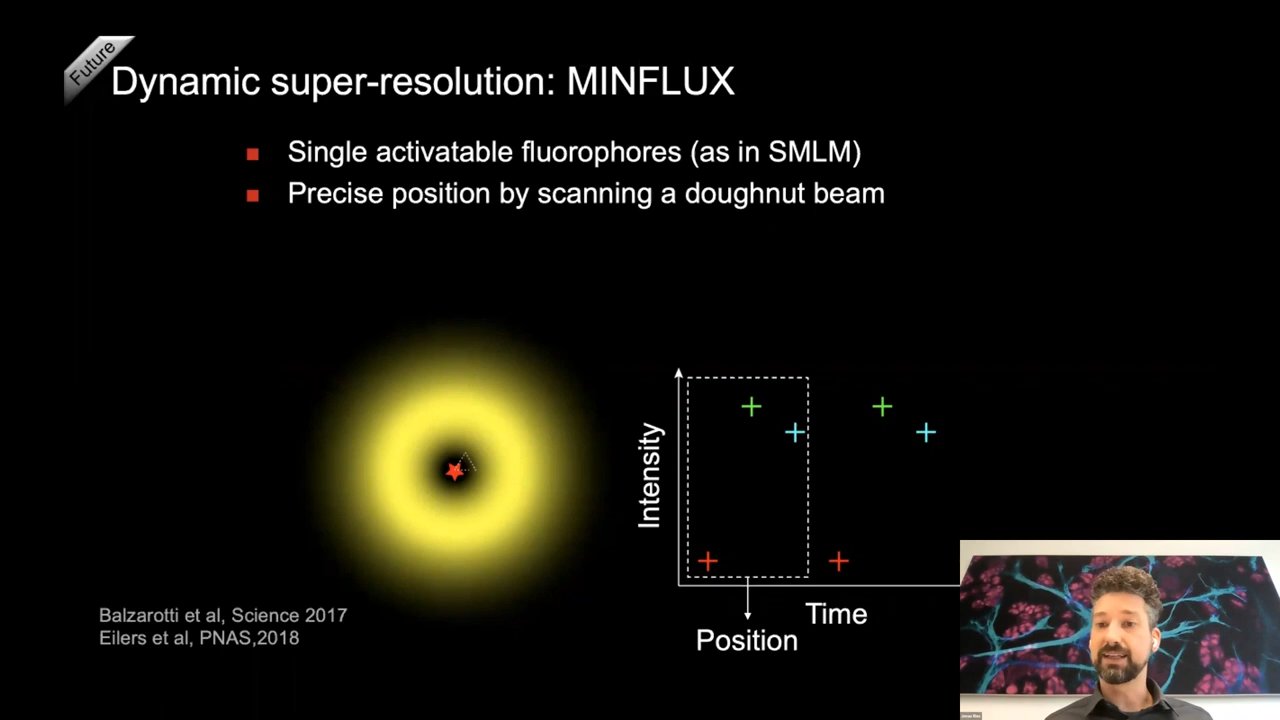 Future
Dynamic super-resolution: MINFLUX
Single activatable fluorophores (as in SMLM)
Precise position by scanning a doughnut beam
Intensity
Time
Position
Balzarotti et al, Science 2017
Eilers et al, PNAS,2018